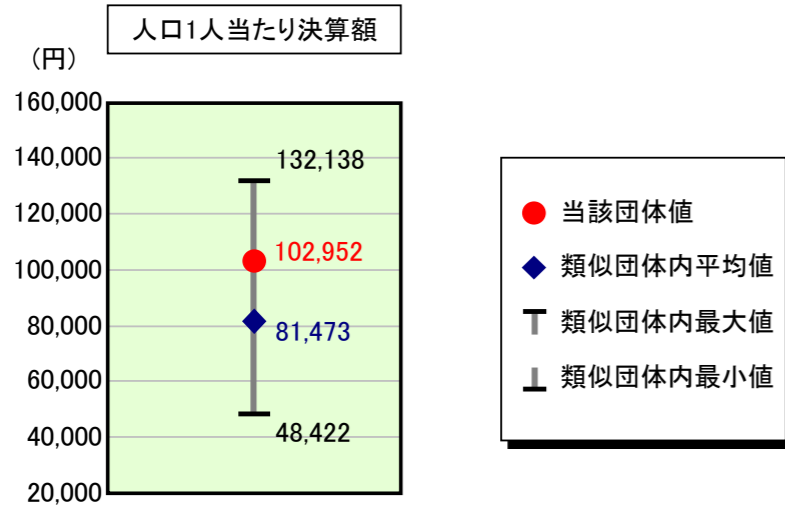 人口1人当たり決算額
(円)
160,000
140,000
120,000
100,000
80,000
60,000
40,000
20,000
132,138
102,952
81,473
48,422
当該団体値
類似団体内平均値
類似団体内最大値
類似団体内最小値